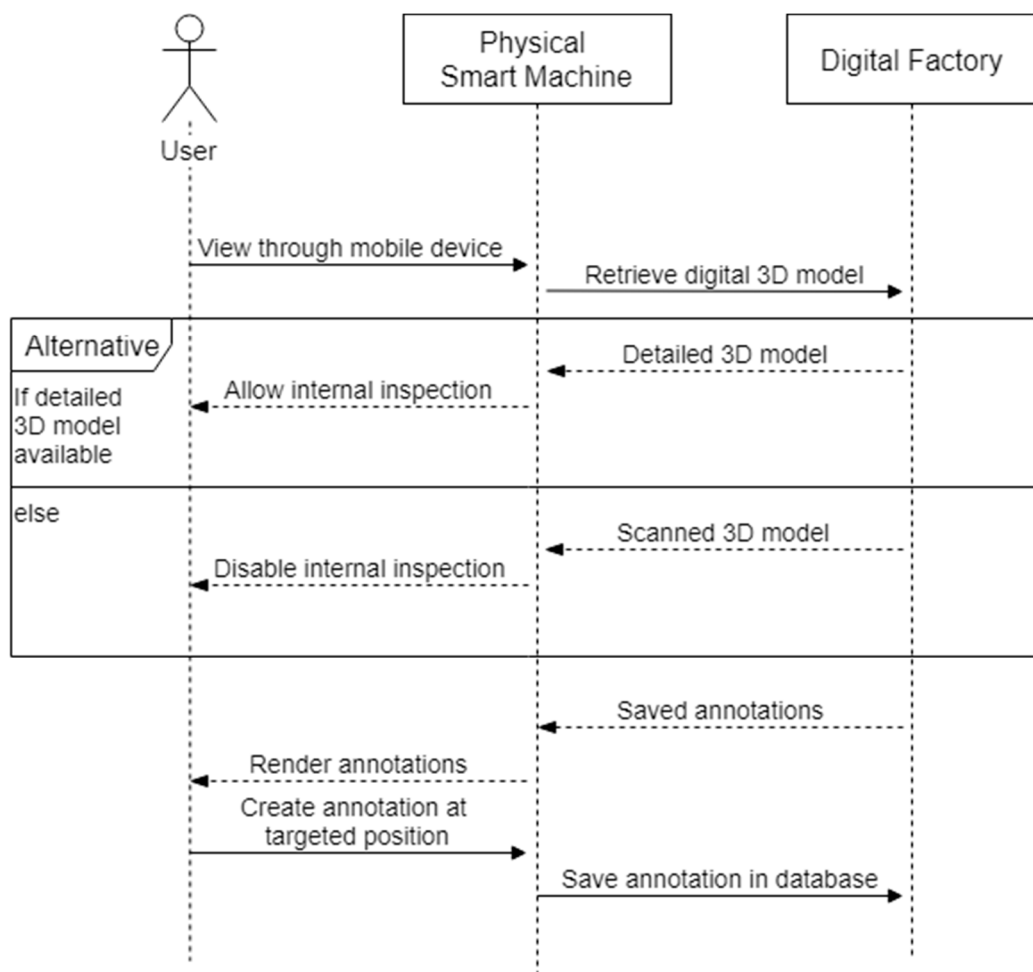 Physical
Smart Machine
Digital Factory
User
View through mobile device
Retrieve digital 3D model
Alternative
Detailed 3D model
If detailed
3D model
available
Allow internal inspection
else
Scanned 3D model
Disable internal inspection
Saved annotations
Render annotations
Create annotation at
targeted position
Save annotation in database